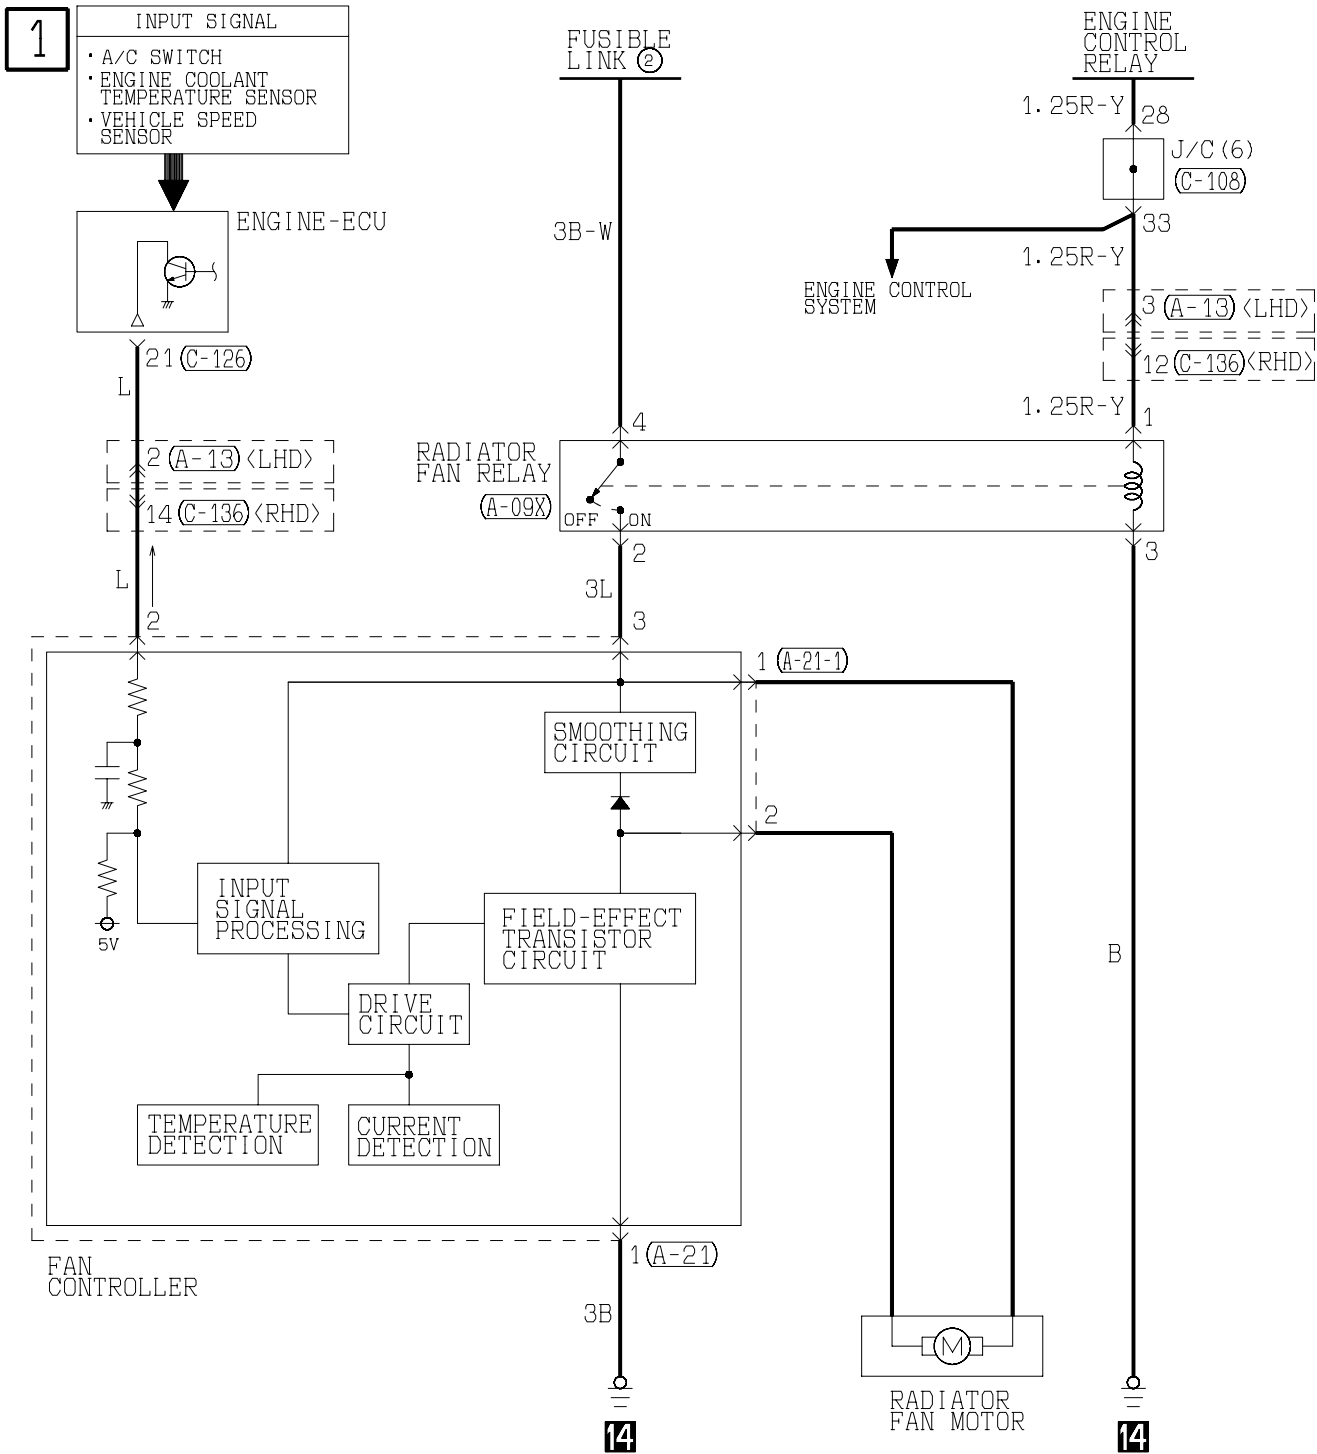 1
INPUT SIGNAL
· A/C SWITCH
· ENGINE COOLANT
TEMPERATURE SENSOR
· VEHICLE SPEED
SENSOR
FUSIBLE
LINK ②
ENGINE
CONTROL
RELAY
1.25R-Y
28
J/C(6)
(C-108)
ENGINE-ECU
33
3B-W
1.25R-Y
ENGINE CONTROL
SYSTEM
3 (A-13) <LHD>
12 (C-136) <RHD>
21 (C-126)
L
1.25R-Y
4
1
2 (A-13) <LHD>
14 (C-136) <RHD>
RADIATOR
FAN RELAY
(A-09X)
OFF
ON
2
3
L
3L
2
3
1 (A-21-1)
SMOOTHING
CIRCUIT
2
INPUT
SIGNAL
PROCESSING
5V
FIELD-EFFECT
TRANSISTOR
CIRCUIT
B
DRIVE
CIRCUIT
TEMPERATURE
DETECTION
CURRENT
DETECTION
1 (A-21)
FAN
CONTROLLER
3B
M
RADIATOR
FAN MOTOR
14
14